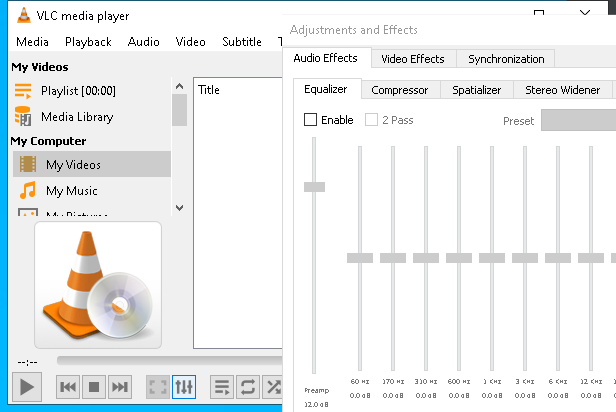 VLC media player
Media Playback Audio Video Subtitle
My Videos
Playlist [00:00]
Media Library
My Computer
My Videos
My Music
My Pictures
Title
--:--
Adjustments and Effects
Audio Effects Video Effects Synchronization
Equalizer Compressor Spatializer Stereo Widener
Enable 2 Pass Preset
60 Hz 170 Hz 310 Hz 600 Hz 1 KHz 3 KHz 6 KHz 12 KHz
Preamp 0.0 dB 0.0 dB 0.0 dB 0.0 dB 0.0 dB 0.0 dB 0.0 dB 0.0 dB
12.0 dB